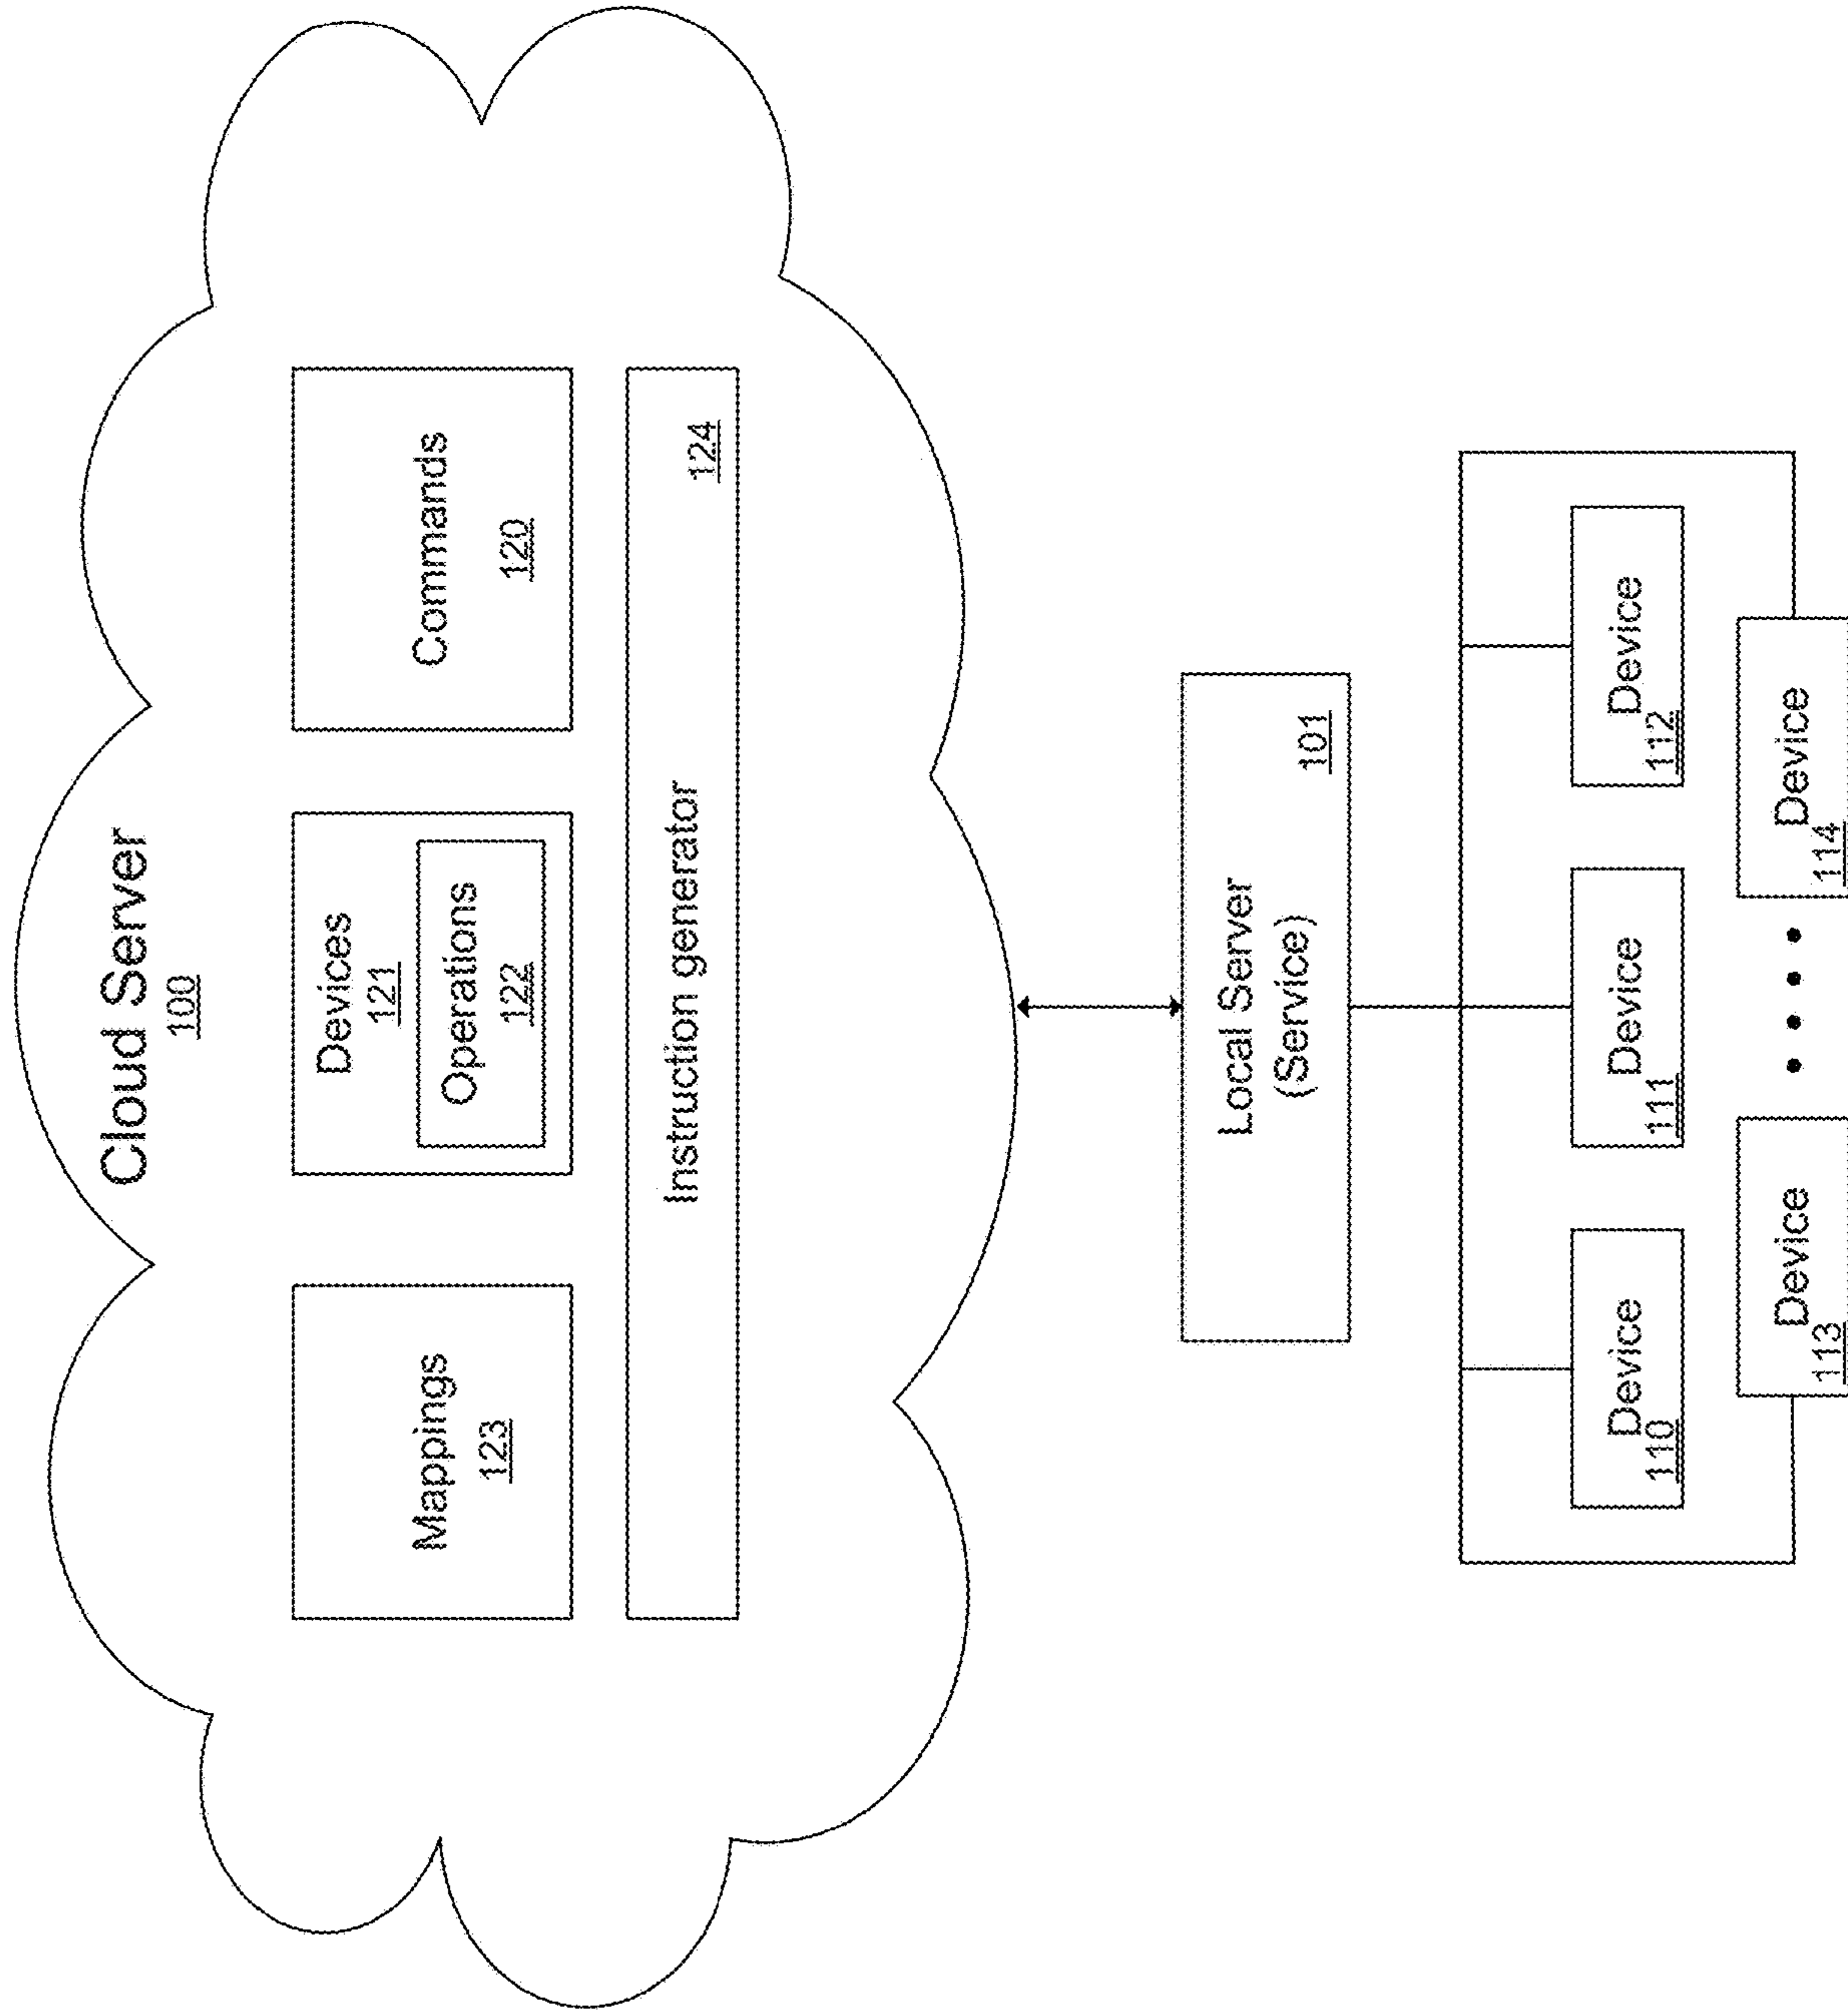 Cloud Server
100
Mappings
123
Devices
121
Operations
122
Commands
120
Instruction generator
124
Local Server
(Service)
101
Device
110
Device
111
Device
112
Device
113
Device
114